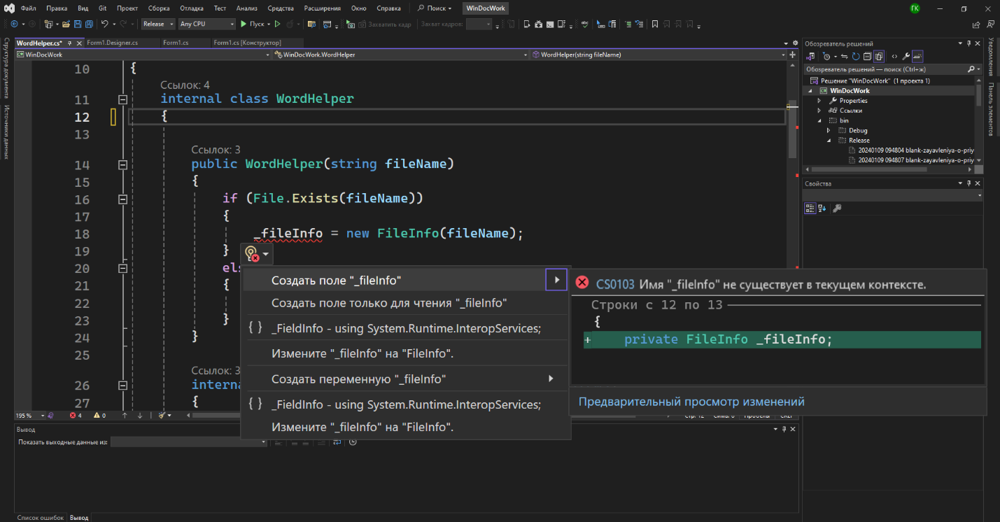 Файл Правка Вид Git Проект Сборка Отладка Тест Анализ Средства Расширения Окно Справка Поиск WinDocWork ГК
Release Any CPU Пуск Захватить кадр Захват кадров:
Структура документа
Источники данных
WordHelper.cs* Form1.Designer.cs Form1.cs Form1.cs [Конструктор]
WinDocWork WinDocWork.WordHelper WordHelper(string fileName)
10 {
Ссылок: 4
11 internal class WordHelper
12 {
13
Ссылок: 3
14 public WordHelper(string fileName)
15 {
16 if (File.Exists(fileName))
17 {
18 _fileInfo = new FileInfo(fileName);
19 }
20 els
21 {
22
23 }
24 }
25
Ссылок: 3
26 interna
27 {
Создать поле "_fileInfo"
Создать поле только для чтения "_fileInfo"
{ } _FieldInfo - using System.Runtime.InteropServices;
Измените "_fileInfo" на "FileInfo".
Создать переменную "_fileInfo"
{ } _FieldInfo - using System.Runtime.InteropServices;
Измените "_fileInfo" на "FileInfo".
CS0103 Имя "_fileInfo" не существует в текущем контексте.
Строки с 12 по 13
{
+ private FileInfo _fileInfo;
Предварительный просмотр изменений
195 % 4 0
Вывод
Показать выходные данные из:
Список ошибок Вывод
Обозреватель решений
Обозреватель решений — поиск (Ctrl+ж)
Решение "WinDocWork" (1 проекта 1)
WinDocWork
Properties
Ссылки
bin
Debug
Release
20240109 094804 blank-zayavleniya-o-priy
20240109 094807 blank-zayavleniya-o-priy
Свойства
Уведомления
Панель элементов